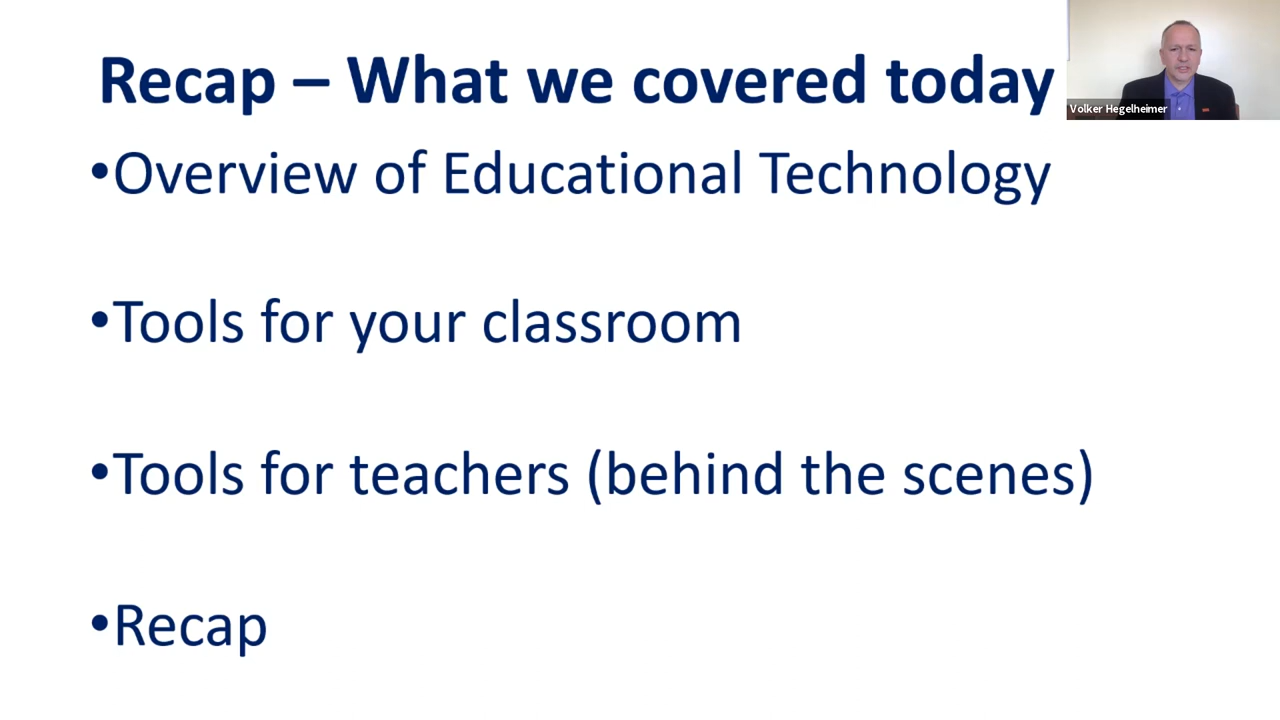 Recap – What we covered today
Volker Hegelheimer
•Overview of Educational Technology
•Tools for your classroom
•Tools for teachers (behind the scenes)
•Recap